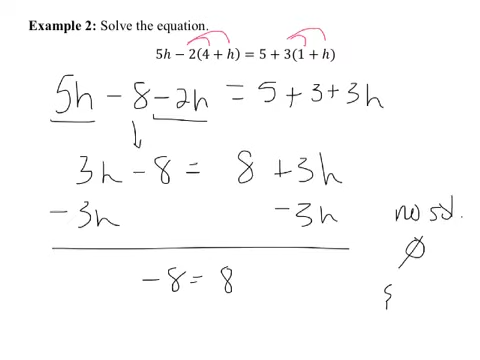 Example 2: Solve the equation.
5h − 2(4 + h) = 5 + 3(1 + h)
5h − 8 − 2h = 5 + 3 + 3h
3h − 8 = 8 + 3h
−3h −3h
no sol.
∅
−8 = 8
{